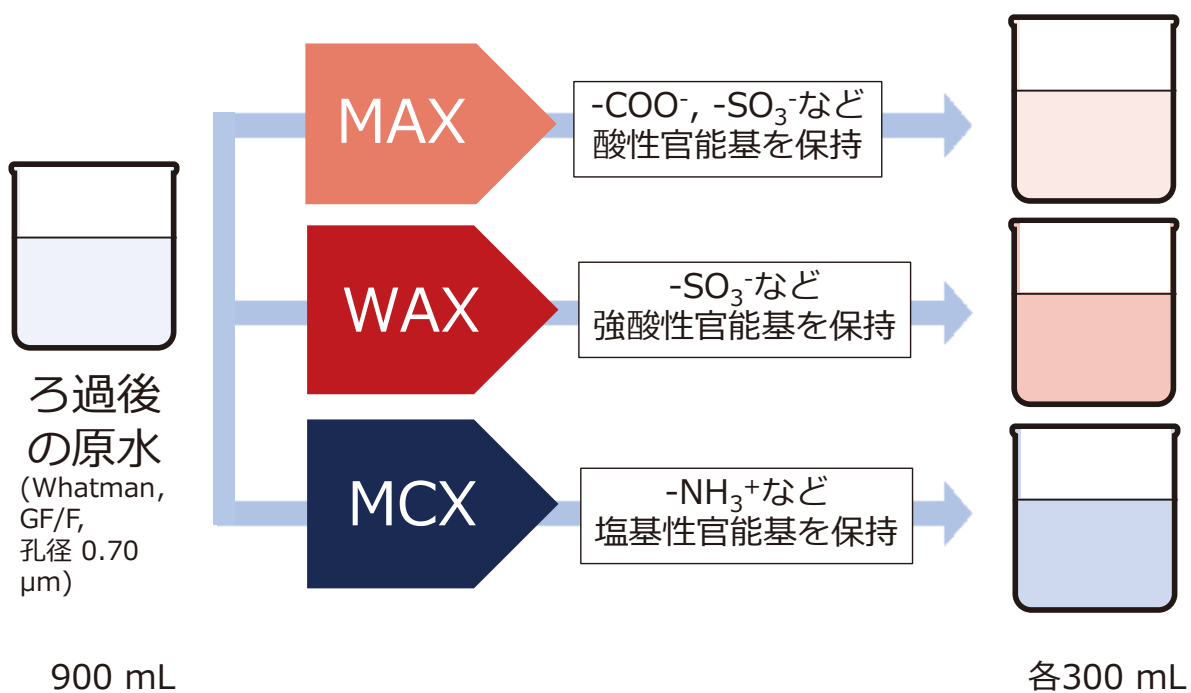 MAX
-COO⁻, -SO₃⁻など
酸性官能基を保持
WAX
-SO₃⁻など
強酸性官能基を保持
MCX
-NH₃⁺など
塩基性官能基を保持
ろ過後
の原水
(Whatman,
GF/F,
孔径 0.70
μm)
900 mL
各300 mL